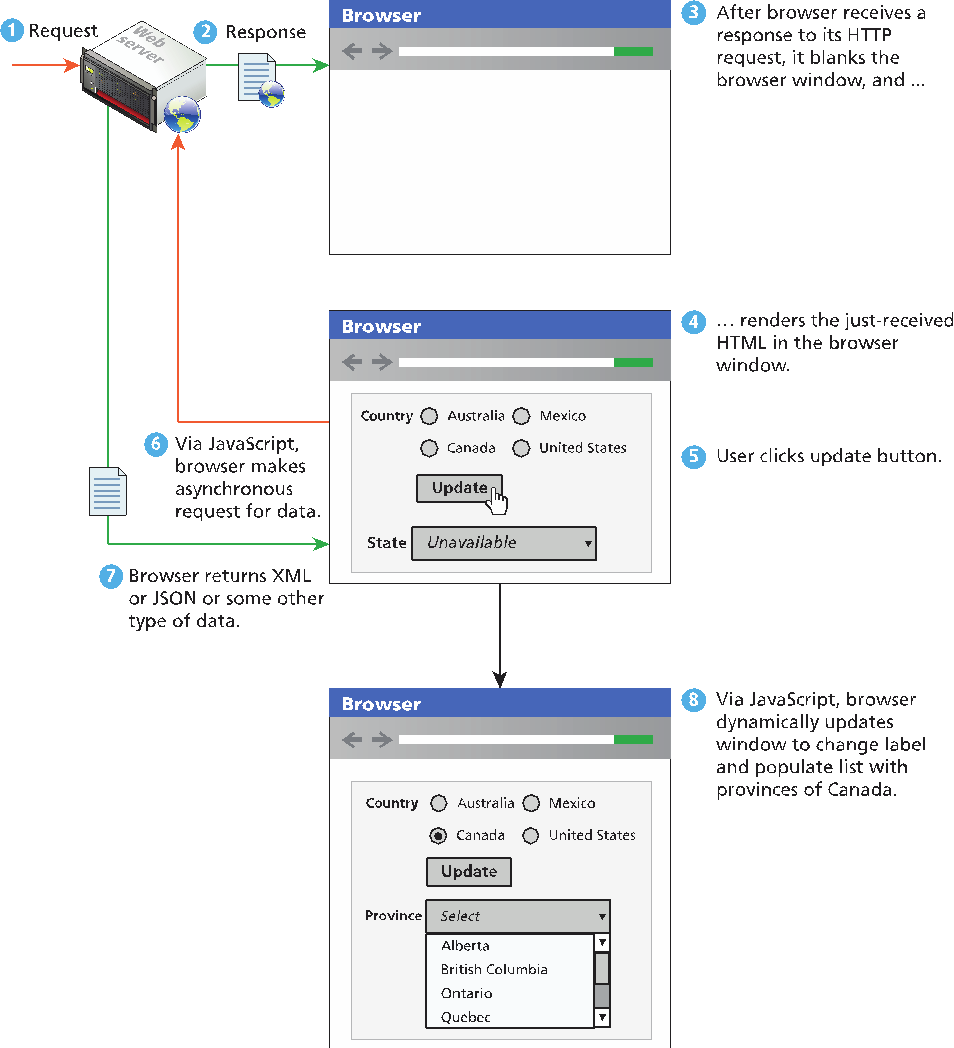 1 Request
Web
server
2 Response
Browser
3 After browser receives a
response to its HTTP
request, it blanks the
browser window, and ...
Browser
4 ... renders the just-received
HTML in the browser
window.
Country Australia Mexico
Canada United States
5 User clicks update button.
6 Via JavaScript,
browser makes
asynchronous
request for data.
Update
State Unavailable
7 Browser returns XML
or JSON or some other
type of data.
Browser
8 Via JavaScript, browser
dynamically updates
window to change label
and populate list with
provinces of Canada.
Country Australia Mexico
Canada United States
Update
Province Select
Alberta
British Columbia
Ontario
Quebec